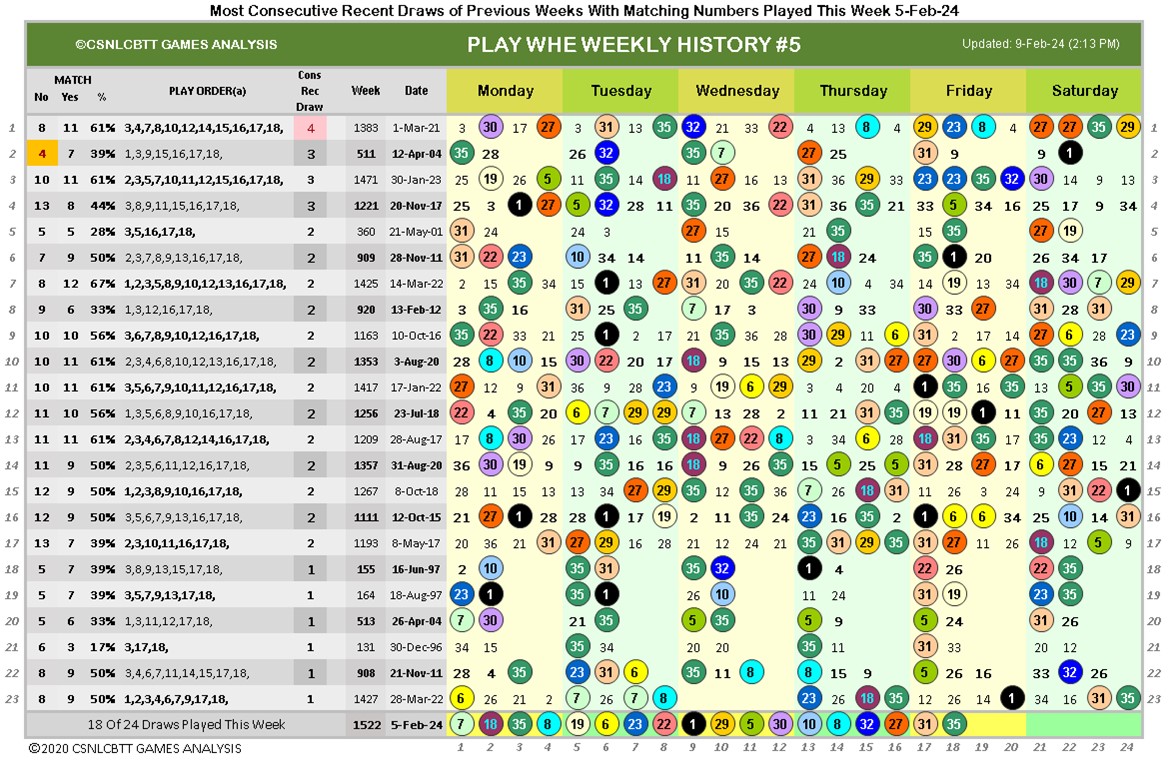 Most Consecutive Recent Draws of Previous Weeks With Matching Numbers Played This Week 5-Feb-24
©CSNLCBTT GAMES ANALYSIS PLAY WHE WEEKLY HISTORY #5 Updated: 9-Feb-24 (2:13 PM)
No MATCH Yes % PLAY ORDER(a) Cons Rec Draw Week Date Monday Tuesday Wednesday Thursday Friday Saturday
1 8 11 61% 3,4,7,8,10,12,14,15,16,17,18, 4 1383 1-Mar-21 3 30 17 27 3 31 13 35 32 21 33 22 4 13 8 4 29 23 8 4 27 27 35 29 1
2 4 7 39% 1,3,9,15,16,17,18, 3 511 12-Apr-04 35 28 26 32 35 7 27 25 31 9 9 1 2
3 10 11 61% 2,3,5,7,10,11,12,15,16,17,18, 3 1471 30-Jan-23 25 19 26 5 11 35 14 18 11 27 16 13 31 36 29 33 23 23 35 32 30 14 9 13 3
4 13 8 44% 3,8,9,11,15,16,17,18, 3 1221 20-Nov-17 25 3 1 27 5 32 28 11 35 20 36 22 31 36 35 21 33 5 34 16 25 17 9 34 4
5 5 5 28% 3,5,16,17,18, 2 360 21-May-01 31 24 24 3 27 15 21 35 15 35 27 19 5
6 7 9 50% 2,3,7,8,9,13,16,17,18, 2 909 28-Nov-11 31 22 23 10 34 14 11 35 14 27 18 24 35 1 20 26 34 17 6
7 8 12 67% 1,2,3,5,8,9,10,12,13,16,17,18, 2 1425 14-Mar-22 2 15 35 34 15 1 13 27 31 20 35 22 24 10 4 34 14 19 13 34 18 30 7 29 7
8 9 6 33% 1,3,12,16,17,18, 2 920 13-Feb-12 3 35 16 31 25 35 7 17 3 30 9 33 30 33 27 31 28 31 8
9 10 10 56% 3,6,7,8,9,10,12,16,17,18, 2 1163 10-Oct-16 35 22 33 21 25 1 2 17 21 35 36 28 30 29 11 6 31 2 17 14 27 6 28 23 9
10 10 11 61% 2,3,4,6,8,10,12,13,16,17,18, 2 1353 3-Aug-20 28 8 10 15 30 22 20 17 18 9 15 13 29 2 31 27 27 30 6 27 35 35 36 9 10
11 10 11 61% 3,5,6,7,9,10,11,12,16,17,18, 2 1417 17-Jan-22 27 12 9 31 36 9 28 23 9 19 6 29 3 4 20 4 1 35 16 35 13 5 35 30 11
12 11 10 56% 1,3,5,6,8,9,10,16,17,18, 2 1256 23-Jul-18 22 4 35 20 6 7 29 29 7 13 28 2 11 21 31 35 19 19 1 11 35 20 27 13 12
13 11 11 61% 2,3,4,6,7,8,12,14,16,17,18, 2 1209 28-Aug-17 17 8 30 26 17 23 16 35 18 27 22 8 3 34 6 28 18 31 35 17 35 23 12 4 13
14 11 9 50% 2,3,5,6,11,12,16,17,18, 2 1357 31-Aug-20 36 30 19 9 9 35 16 16 18 9 12 35 15 5 25 5 31 28 27 17 6 27 15 21 14
15 12 9 50% 1,2,3,8,9,10,16,17,18, 2 1267 8-Oct-18 28 11 15 13 13 34 27 29 35 12 35 36 7 26 18 31 11 26 3 24 9 31 22 1 15
16 12 9 50% 3,5,6,7,9,13,16,17,18, 2 1111 12-Oct-15 21 27 1 28 28 1 17 19 2 11 35 24 23 16 35 2 1 6 6 34 25 10 14 31 16
17 13 7 39% 2,3,10,11,16,17,18, 2 1193 8-May-17 20 36 21 31 27 29 16 28 21 12 24 21 35 31 29 35 31 27 11 26 18 12 5 9 17
18 5 7 39% 3,8,9,13,15,17,18, 1 155 16-Jun-97 2 10 35 31 35 32 1 4 22 26 22 35 18
19 5 7 39% 3,5,7,9,13,17,18, 1 164 18-Aug-97 23 1 35 1 26 10 11 24 31 19 23 35 19
20 5 6 33% 1,3,11,12,17,18, 1 513 26-Apr-04 7 30 21 35 5 35 5 9 5 24 31 26 20
21 6 3 17% 3,17,18, 1 131 30-Dec-96 34 15 35 34 20 20 35 11 31 33 20 12 21
22 8 9 50% 3,4,6,7,11,14,15,17,18, 1 908 21-Nov-11 28 4 35 23 31 6 35 11 8 8 15 9 5 26 16 33 32 26 22
23 8 9 50% 1,2,3,4,6,7,9,17,18, 1 1427 28-Mar-22 6 26 21 2 7 26 7 8 35 21 14 33 23 26 18 35 12 26 14 1 34 16 31 35 23
18 Of 24 Draws Played This Week 1522 5-Feb-24 7 18 35 8 19 6 23 22 1 29 5 30 10 8 32 27 31 35
©2020 CSNLCBTT GAMES ANALYSIS 1 2 3 4 5 6 7 8 9 10 11 12 13 14 15 16 17 18 19 20 21 22 23 24